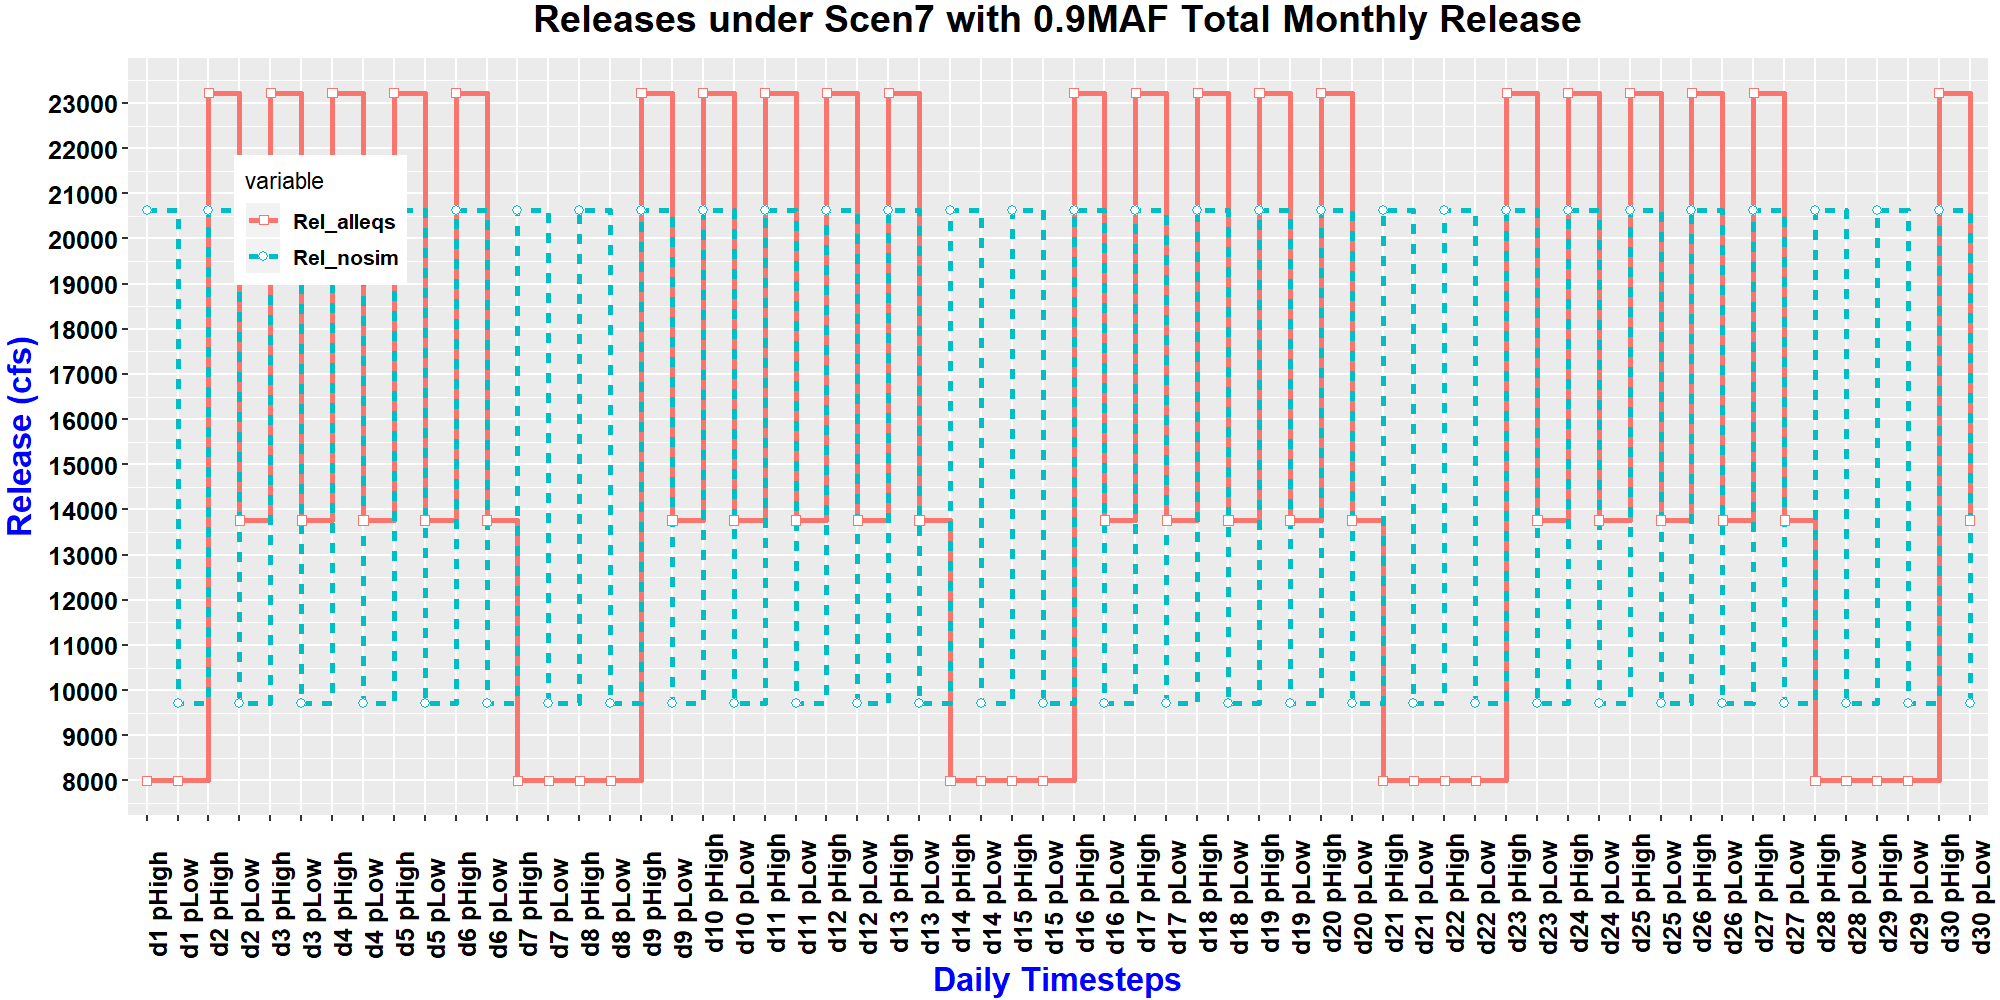 Releases under Scen7 with 0.9MAF Total Monthly Release
Release (cfs)
23000
22000
21000
20000
19000
18000
17000
16000
15000
14000
13000
12000
11000
10000
9000
8000
variable
Rel_alleqs
Rel_nosim
d1 pHigh
d1 pLow
d2 pHigh
d2 pLow
d3 pHigh
d3 pLow
d4 pHigh
d4 pLow
d5 pHigh
d5 pLow
d6 pHigh
d6 pLow
d7 pHigh
d7 pLow
d8 pHigh
d8 pLow
d9 pHigh
d9 pLow
d10 pHigh
d10 pLow
d11 pHigh
d11 pLow
d12 pHigh
d12 pLow
d13 pHigh
d13 pLow
d14 pHigh
d14 pLow
d15 pHigh
d15 pLow
d16 pHigh
d16 pLow
d17 pHigh
d17 pLow
d18 pHigh
d18 pLow
d19 pHigh
d19 pLow
d20 pHigh
d20 pLow
d21 pHigh
d21 pLow
d22 pHigh
d22 pLow
d23 pHigh
d23 pLow
d24 pHigh
d24 pLow
d25 pHigh
d25 pLow
d26 pHigh
d26 pLow
d27 pHigh
d27 pLow
d28 pHigh
d28 pLow
d29 pHigh
d29 pLow
d30 pHigh
d30 pLow
Daily Timesteps